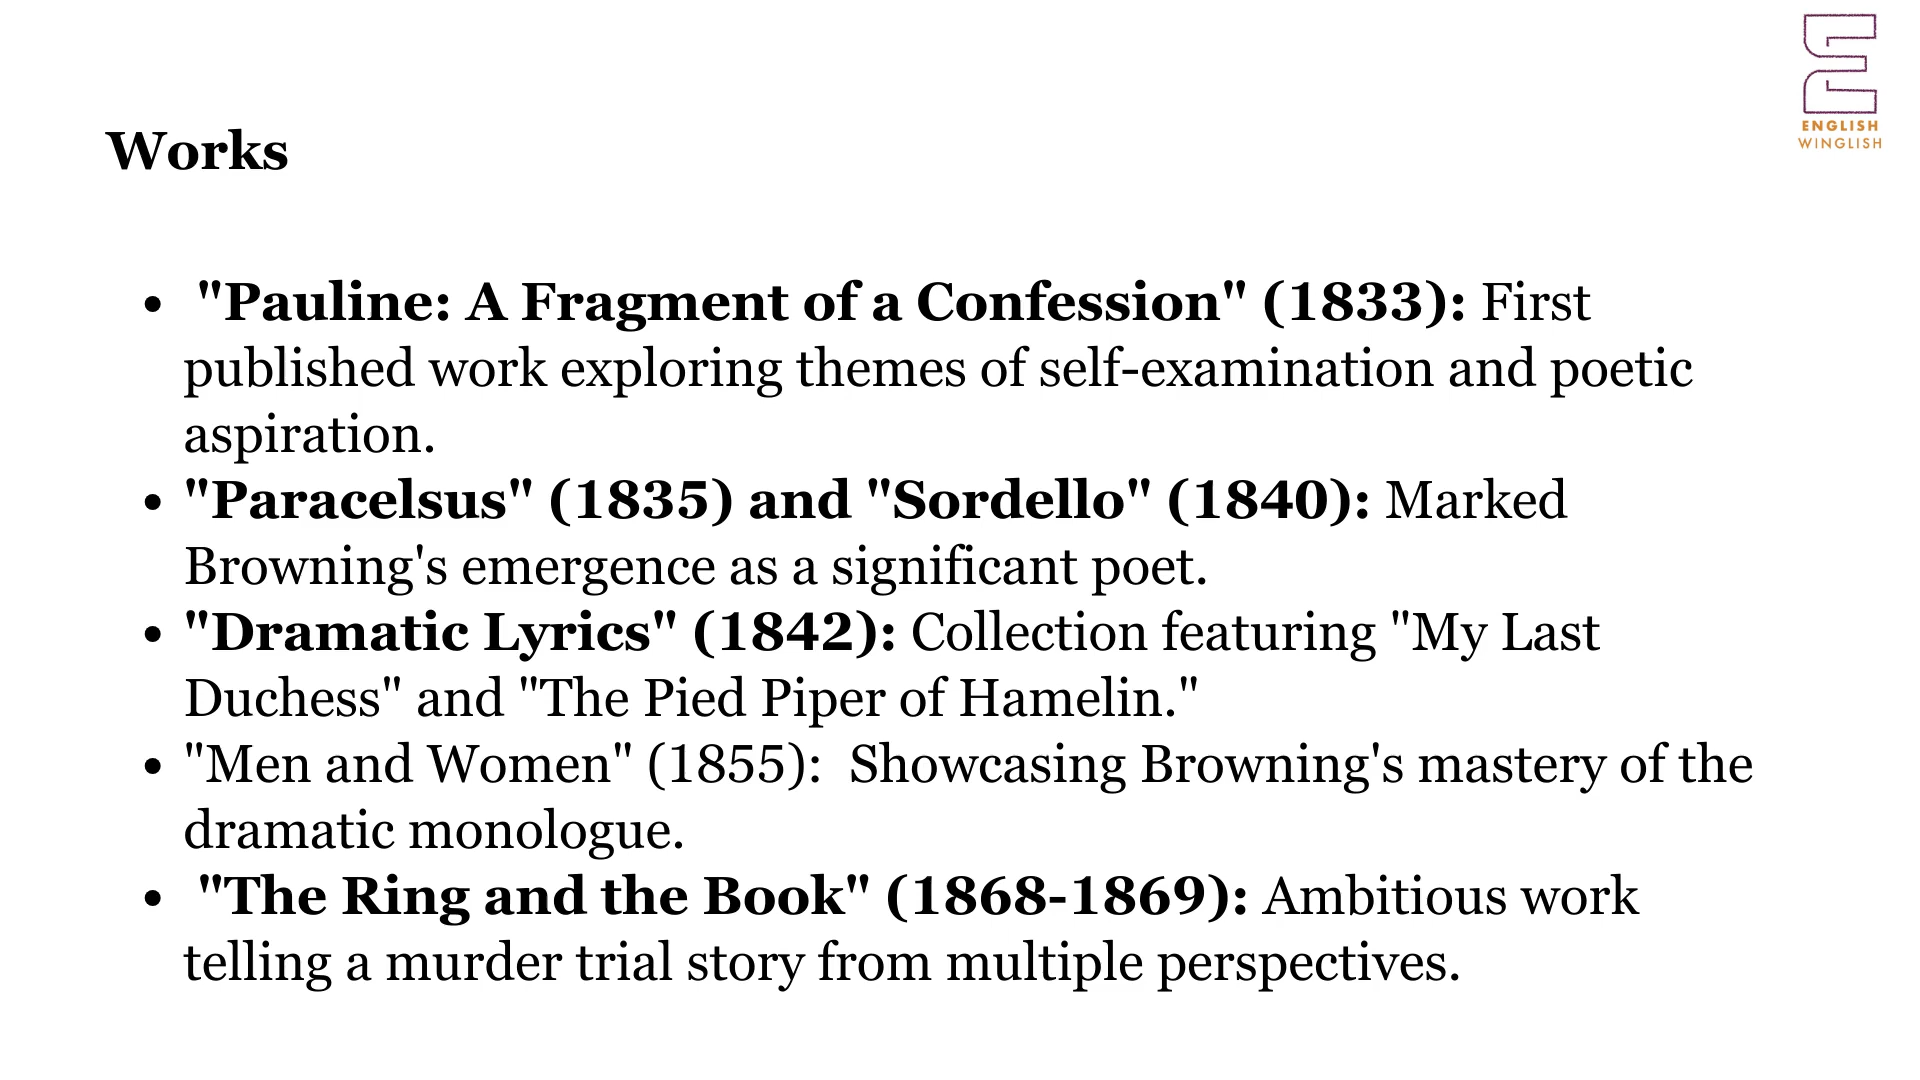 ENGLISH
WINGLISH
Works
• "Pauline: A Fragment of a Confession" (1833): First
published work exploring themes of self-examination and poetic
aspiration.
• "Paracelsus" (1835) and "Sordello" (1840): Marked
Browning's emergence as a significant poet.
• "Dramatic Lyrics" (1842): Collection featuring "My Last
Duchess" and "The Pied Piper of Hamelin."
• "Men and Women" (1855):  Showcasing Browning's mastery of the
dramatic monologue.
• "The Ring and the Book" (1868-1869): Ambitious work
telling a murder trial story from multiple perspectives.